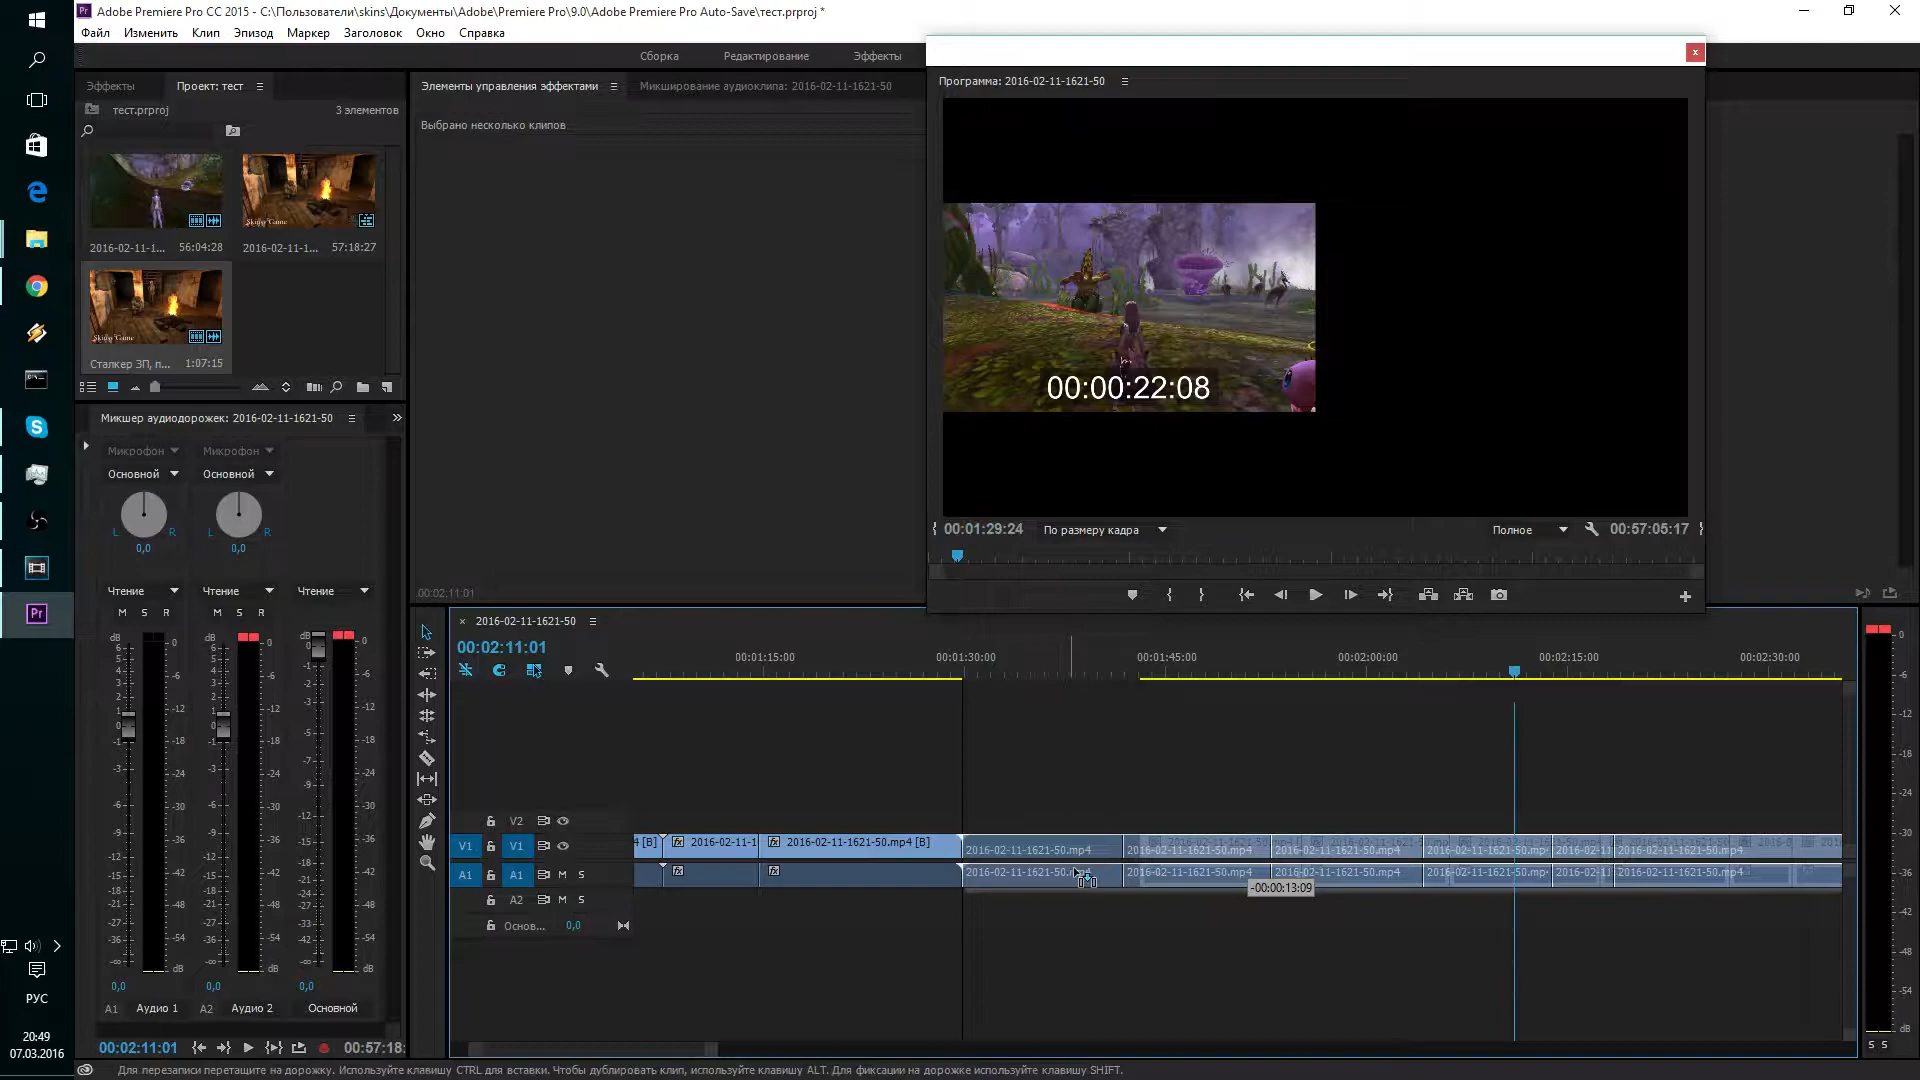 Adobe Premiere Pro CC 2015 - C:\Пользователи\skins\Документы\Adobe\Premiere Pro\9.0\Adobe Premiere Pro Auto-Save\тест.prproj *
Файл Изменить Клип Эпизод Маркер Заголовок Окно Справка
Сборка Редактирование Эффекты
Эффекты Проект: тест
тест.prproj 3 элементов
2016-02-11-1... 56:04:28 2016-02-11-1... 57:18:27
Сталкер ЗП, п... 1:07:15
Элементы управления эффектами Микширование аудиоклипа: 2016-02-11-1621-50
Выбрано несколько клипов
00:02:11:01
Программа: 2016-02-11-1621-50
00:00:22:08
00:01:29:24 По размеру кадра Полное 00:57:05:17
Микшер аудиодорожек: 2016-02-11-1621-50
Микрофон Микрофон
Основной Основной
L R L R
0,0 0,0
Чтение Чтение Чтение
M S R M S R
dB dB dB
0,0 0,0 0,0
A1 Аудио 1 A2 Аудио 2 Основной
00:02:11:01 00:57:18:
2016-02-11-1621-50
00:02:11:01
00:01:15:00 00:01:30:00 00:01:45:00 00:02:00:00 00:02:15:00 00:02:30:00
V2
V1 V1 4 [В] 2016-02-11-1 2016-02-11-1621-50.mp4 [В] 2016-02-11-1621-50.mp4 2016-02-11-1621-50.mp4 2016-02-11-1621-50.mp4 2016-02-11-1621-50.mp4 2016-02-11-1 2016-02-11-1621-50.mp4
A1 A1 M S 2016-02-11-1621-50.mp4 2016-02-11-1621-50.mp4 2016-02-11-1621-50.mp4 2016-02-11-1621-50.mp4 2016-02-11-1 2016-02-11-1621-50.mp4
-00:00:13:09
A2 M S
Основ... 0,0
S S
РУС
20:49
07.03.2016
Для перезаписи перетащите на дорожку. Используйте клавишу CTRL для вставки. Чтобы дублировать клип, используйте клавишу ALT. Для фиксации на дорожке используйте клавишу SHIFT.